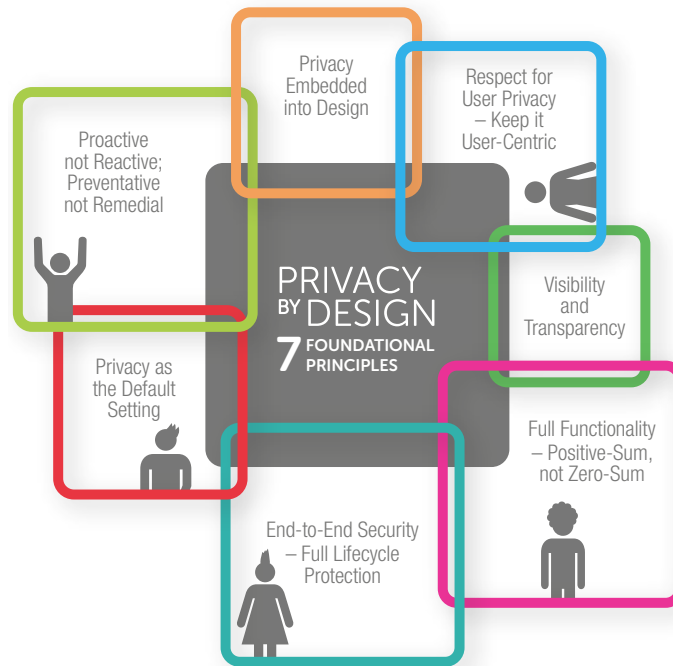 PRIVACY
BY DESIGN
7 FOUNDATIONAL
PRINCIPLES
Privacy
Embedded
into Design
Respect for
User Privacy
– Keep it
User-Centric
Proactive
not Reactive;
Preventative
not Remedial
Visibility
and
Transparency
Privacy as
the Default
Setting
Full Functionality
– Positive-Sum,
not Zero-Sum
End-to-End Security
– Full Lifecycle
Protection